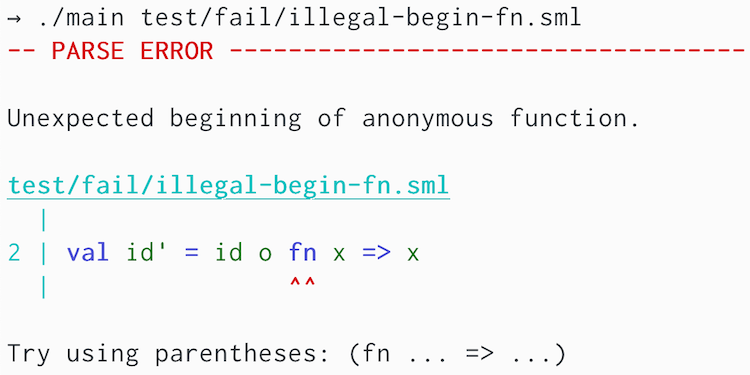 → ./main test/fail/illegal-begin-fn.sml
-- PARSE ERROR -----------------------------------
Unexpected beginning of anonymous function.
test/fail/illegal-begin-fn.sml
  |
2 | val id' = id o fn x => x
  |                ^^
Try using parentheses: (fn ... => ...)